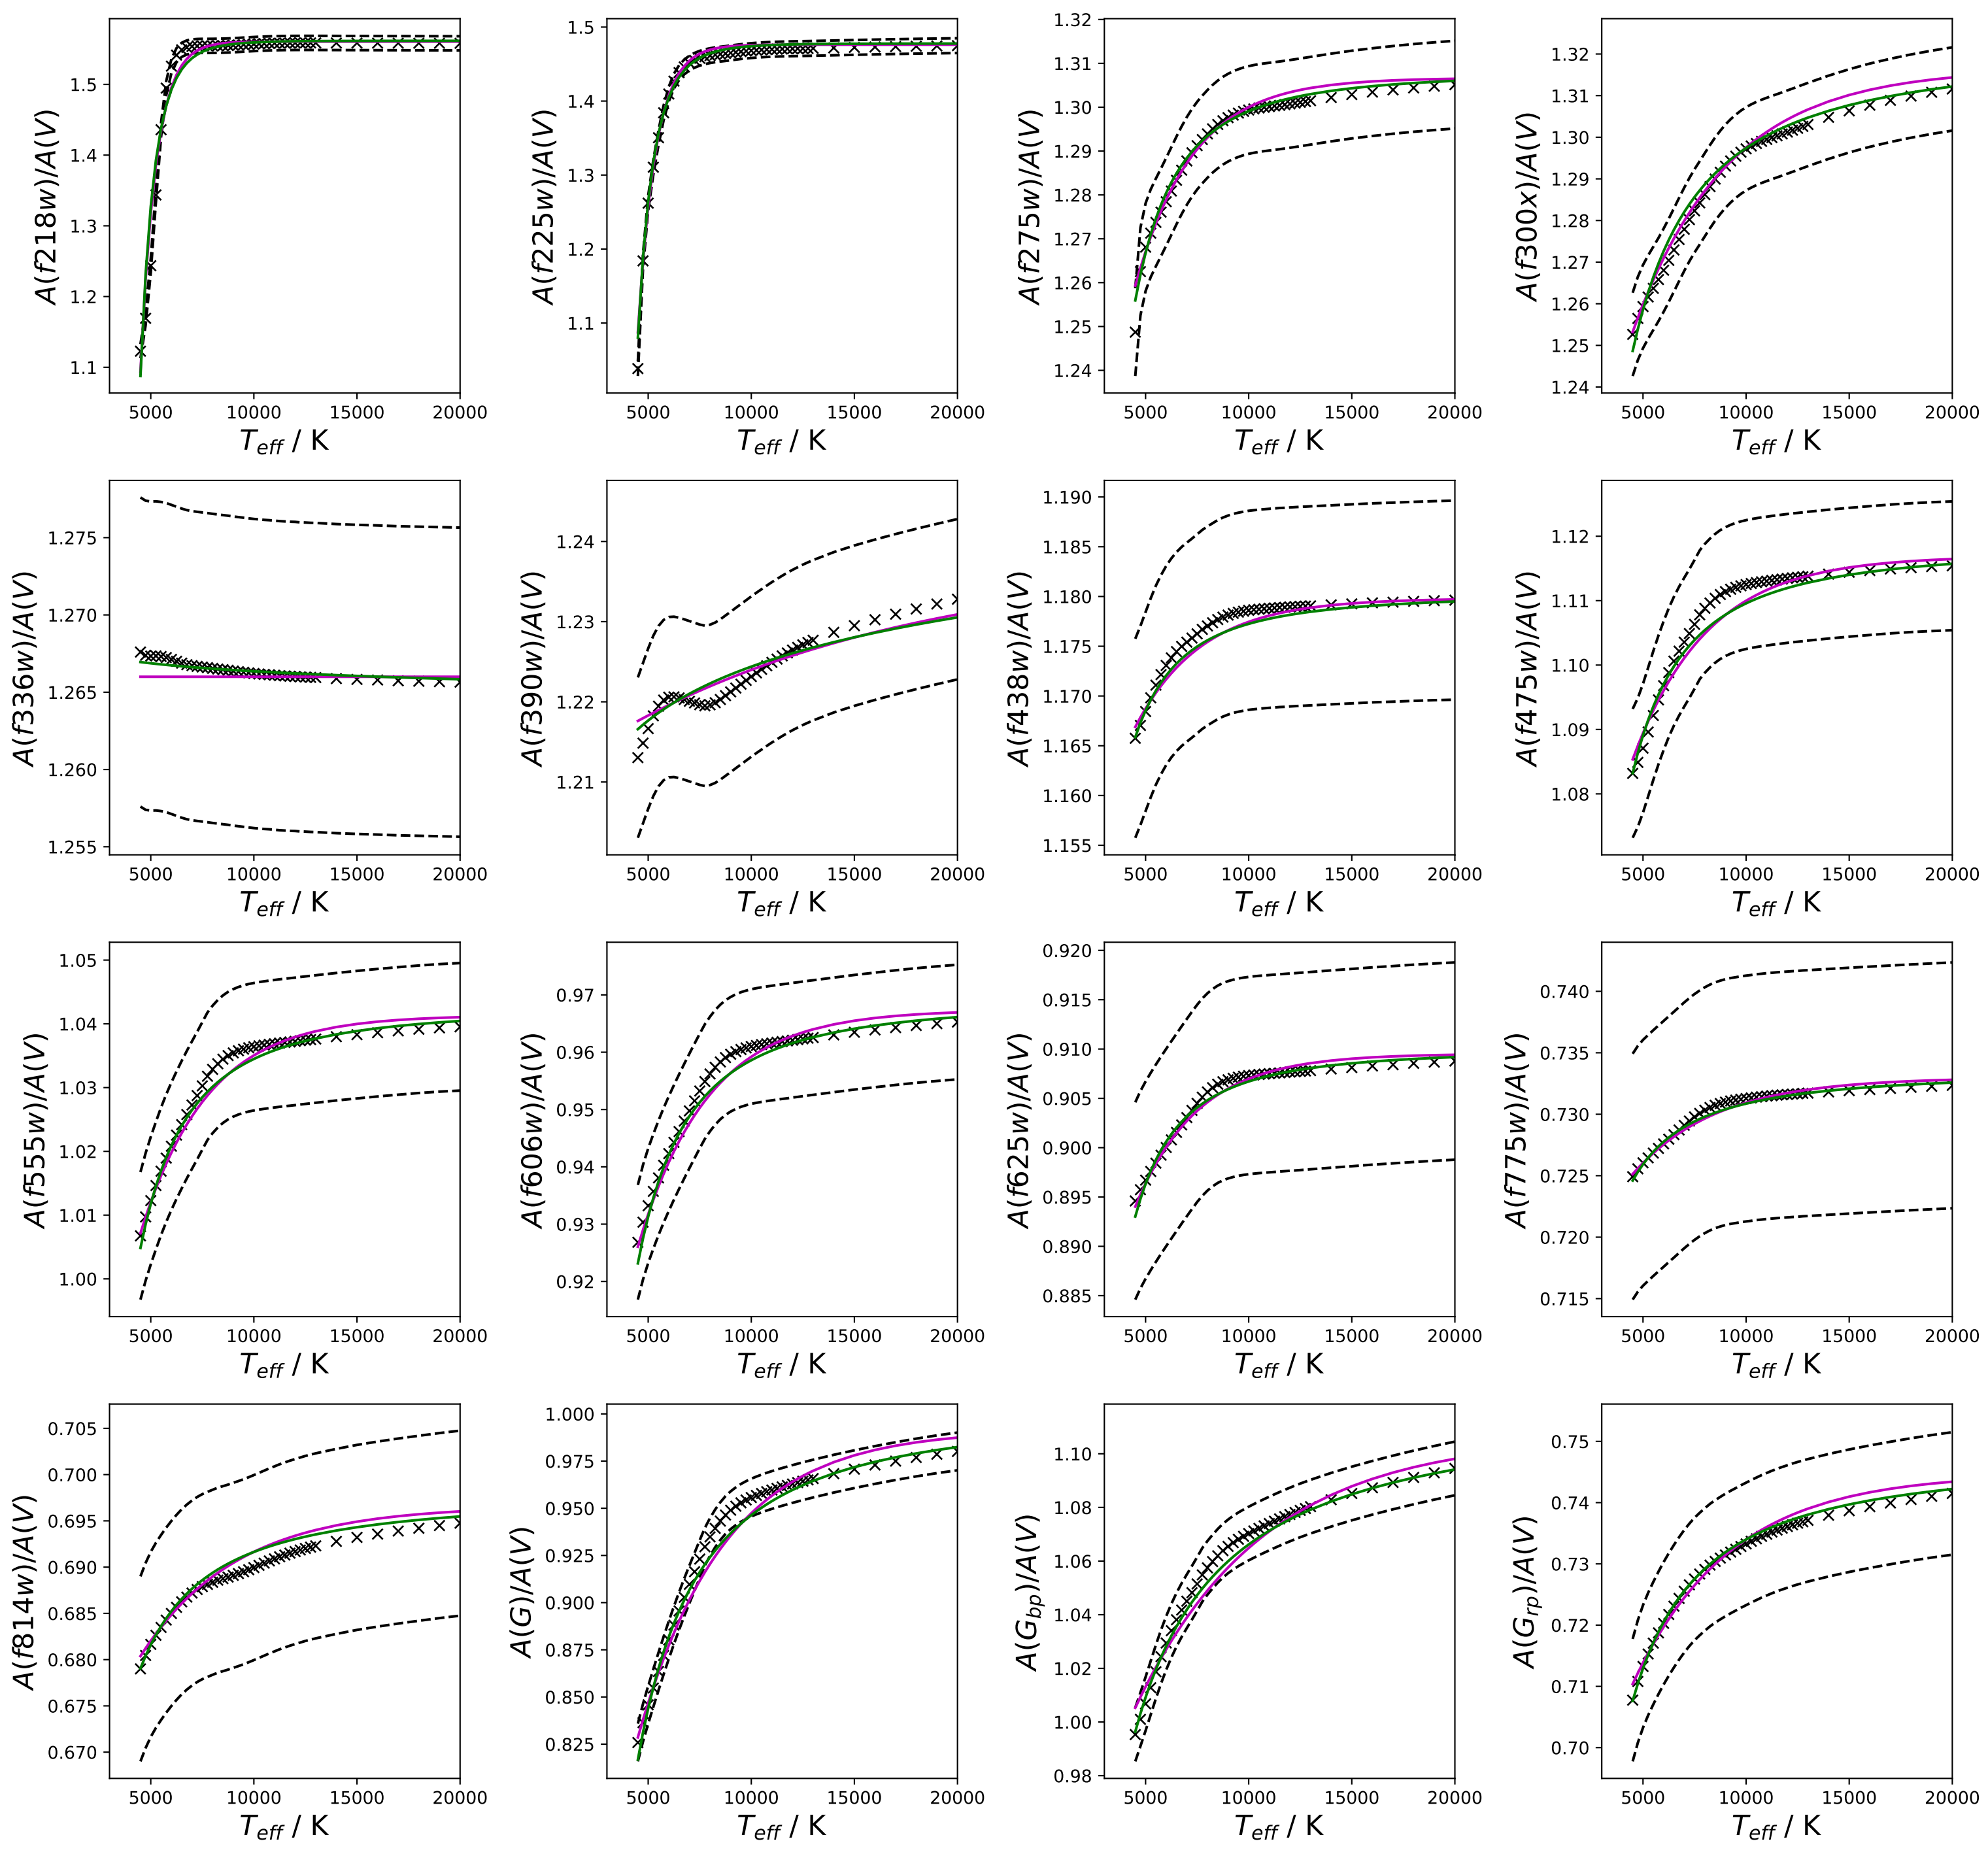 A(f218w)/A(V)
1.5
1.4
1.3
1.2
1.1
5000 10000 15000 20000
T_eff / K
A(f225w)/A(V)
1.5
1.4
1.3
1.2
1.1
5000 10000 15000 20000
T_eff / K
A(f275w)/A(V)
1.32
1.31
1.30
1.29
1.28
1.27
1.26
1.25
1.24
5000 10000 15000 20000
T_eff / K
A(f300x)/A(V)
1.32
1.31
1.30
1.29
1.28
1.27
1.26
1.25
1.24
5000 10000 15000 20000
T_eff / K
A(f336w)/A(V)
1.275
1.270
1.265
1.260
1.255
5000 10000 15000 20000
T_eff / K
A(f390w)/A(V)
1.24
1.23
1.22
1.21
5000 10000 15000 20000
T_eff / K
A(f438w)/A(V)
1.190
1.185
1.180
1.175
1.170
1.165
1.160
1.155
5000 10000 15000 20000
T_eff / K
A(f475w)/A(V)
1.12
1.11
1.10
1.09
1.08
5000 10000 15000 20000
T_eff / K
A(f555w)/A(V)
1.05
1.04
1.03
1.02
1.01
1.00
5000 10000 15000 20000
T_eff / K
A(f606w)/A(V)
0.97
0.96
0.95
0.94
0.93
0.92
5000 10000 15000 20000
T_eff / K
A(f625w)/A(V)
0.920
0.915
0.910
0.905
0.900
0.895
0.890
0.885
5000 10000 15000 20000
T_eff / K
A(f775w)/A(V)
0.740
0.735
0.730
0.725
0.720
0.715
5000 10000 15000 20000
T_eff / K
A(f814w)/A(V)
0.705
0.700
0.695
0.690
0.685
0.680
0.675
0.670
5000 10000 15000 20000
T_eff / K
A(G)/A(V)
1.000
0.975
0.950
0.925
0.900
0.875
0.850
0.825
5000 10000 15000 20000
T_eff / K
A(G_bp)/A(V)
1.10
1.08
1.06
1.04
1.02
1.00
0.98
5000 10000 15000 20000
T_eff / K
A(G_rp)/A(V)
0.75
0.74
0.73
0.72
0.71
0.70
5000 10000 15000 20000
T_eff / K